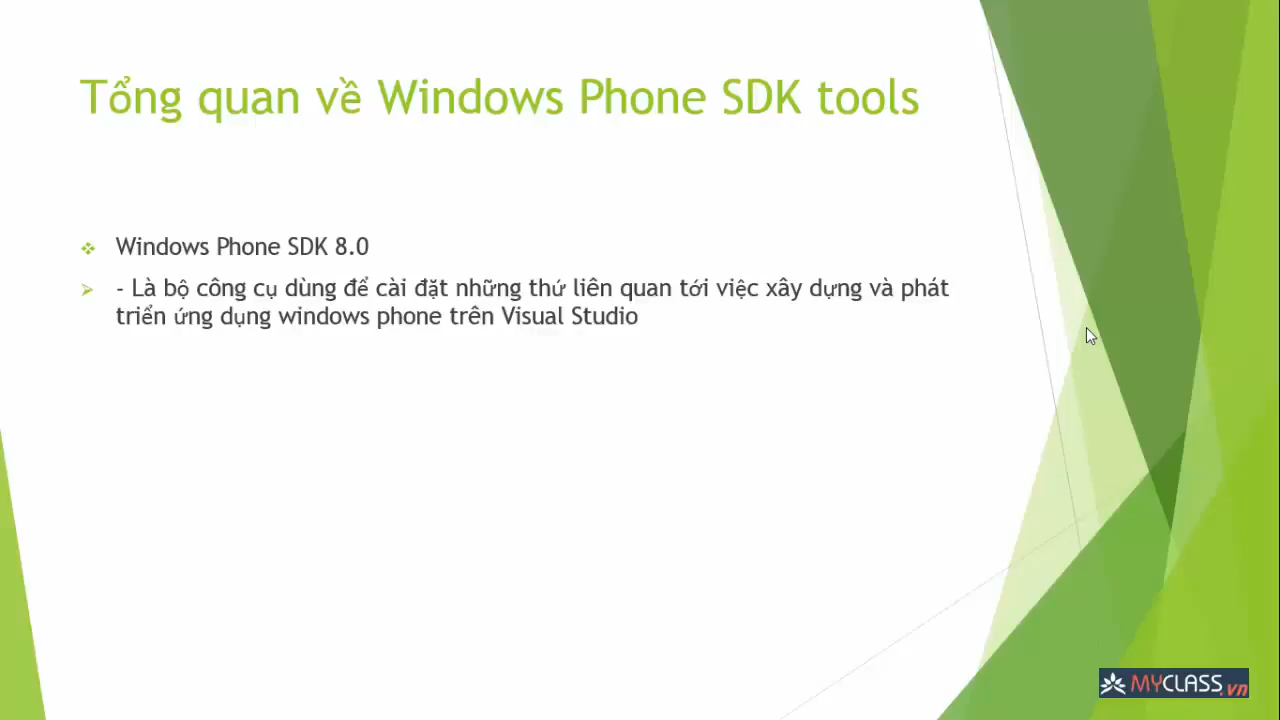 Tổng quan về Windows Phone SDK tools
Windows Phone SDK 8.0
- Là bộ công cụ dùng để cài đặt những thứ liên quan tới việc xây dựng và phát
triển ứng dụng windows phone trên Visual Studio
MYCLASS.vn